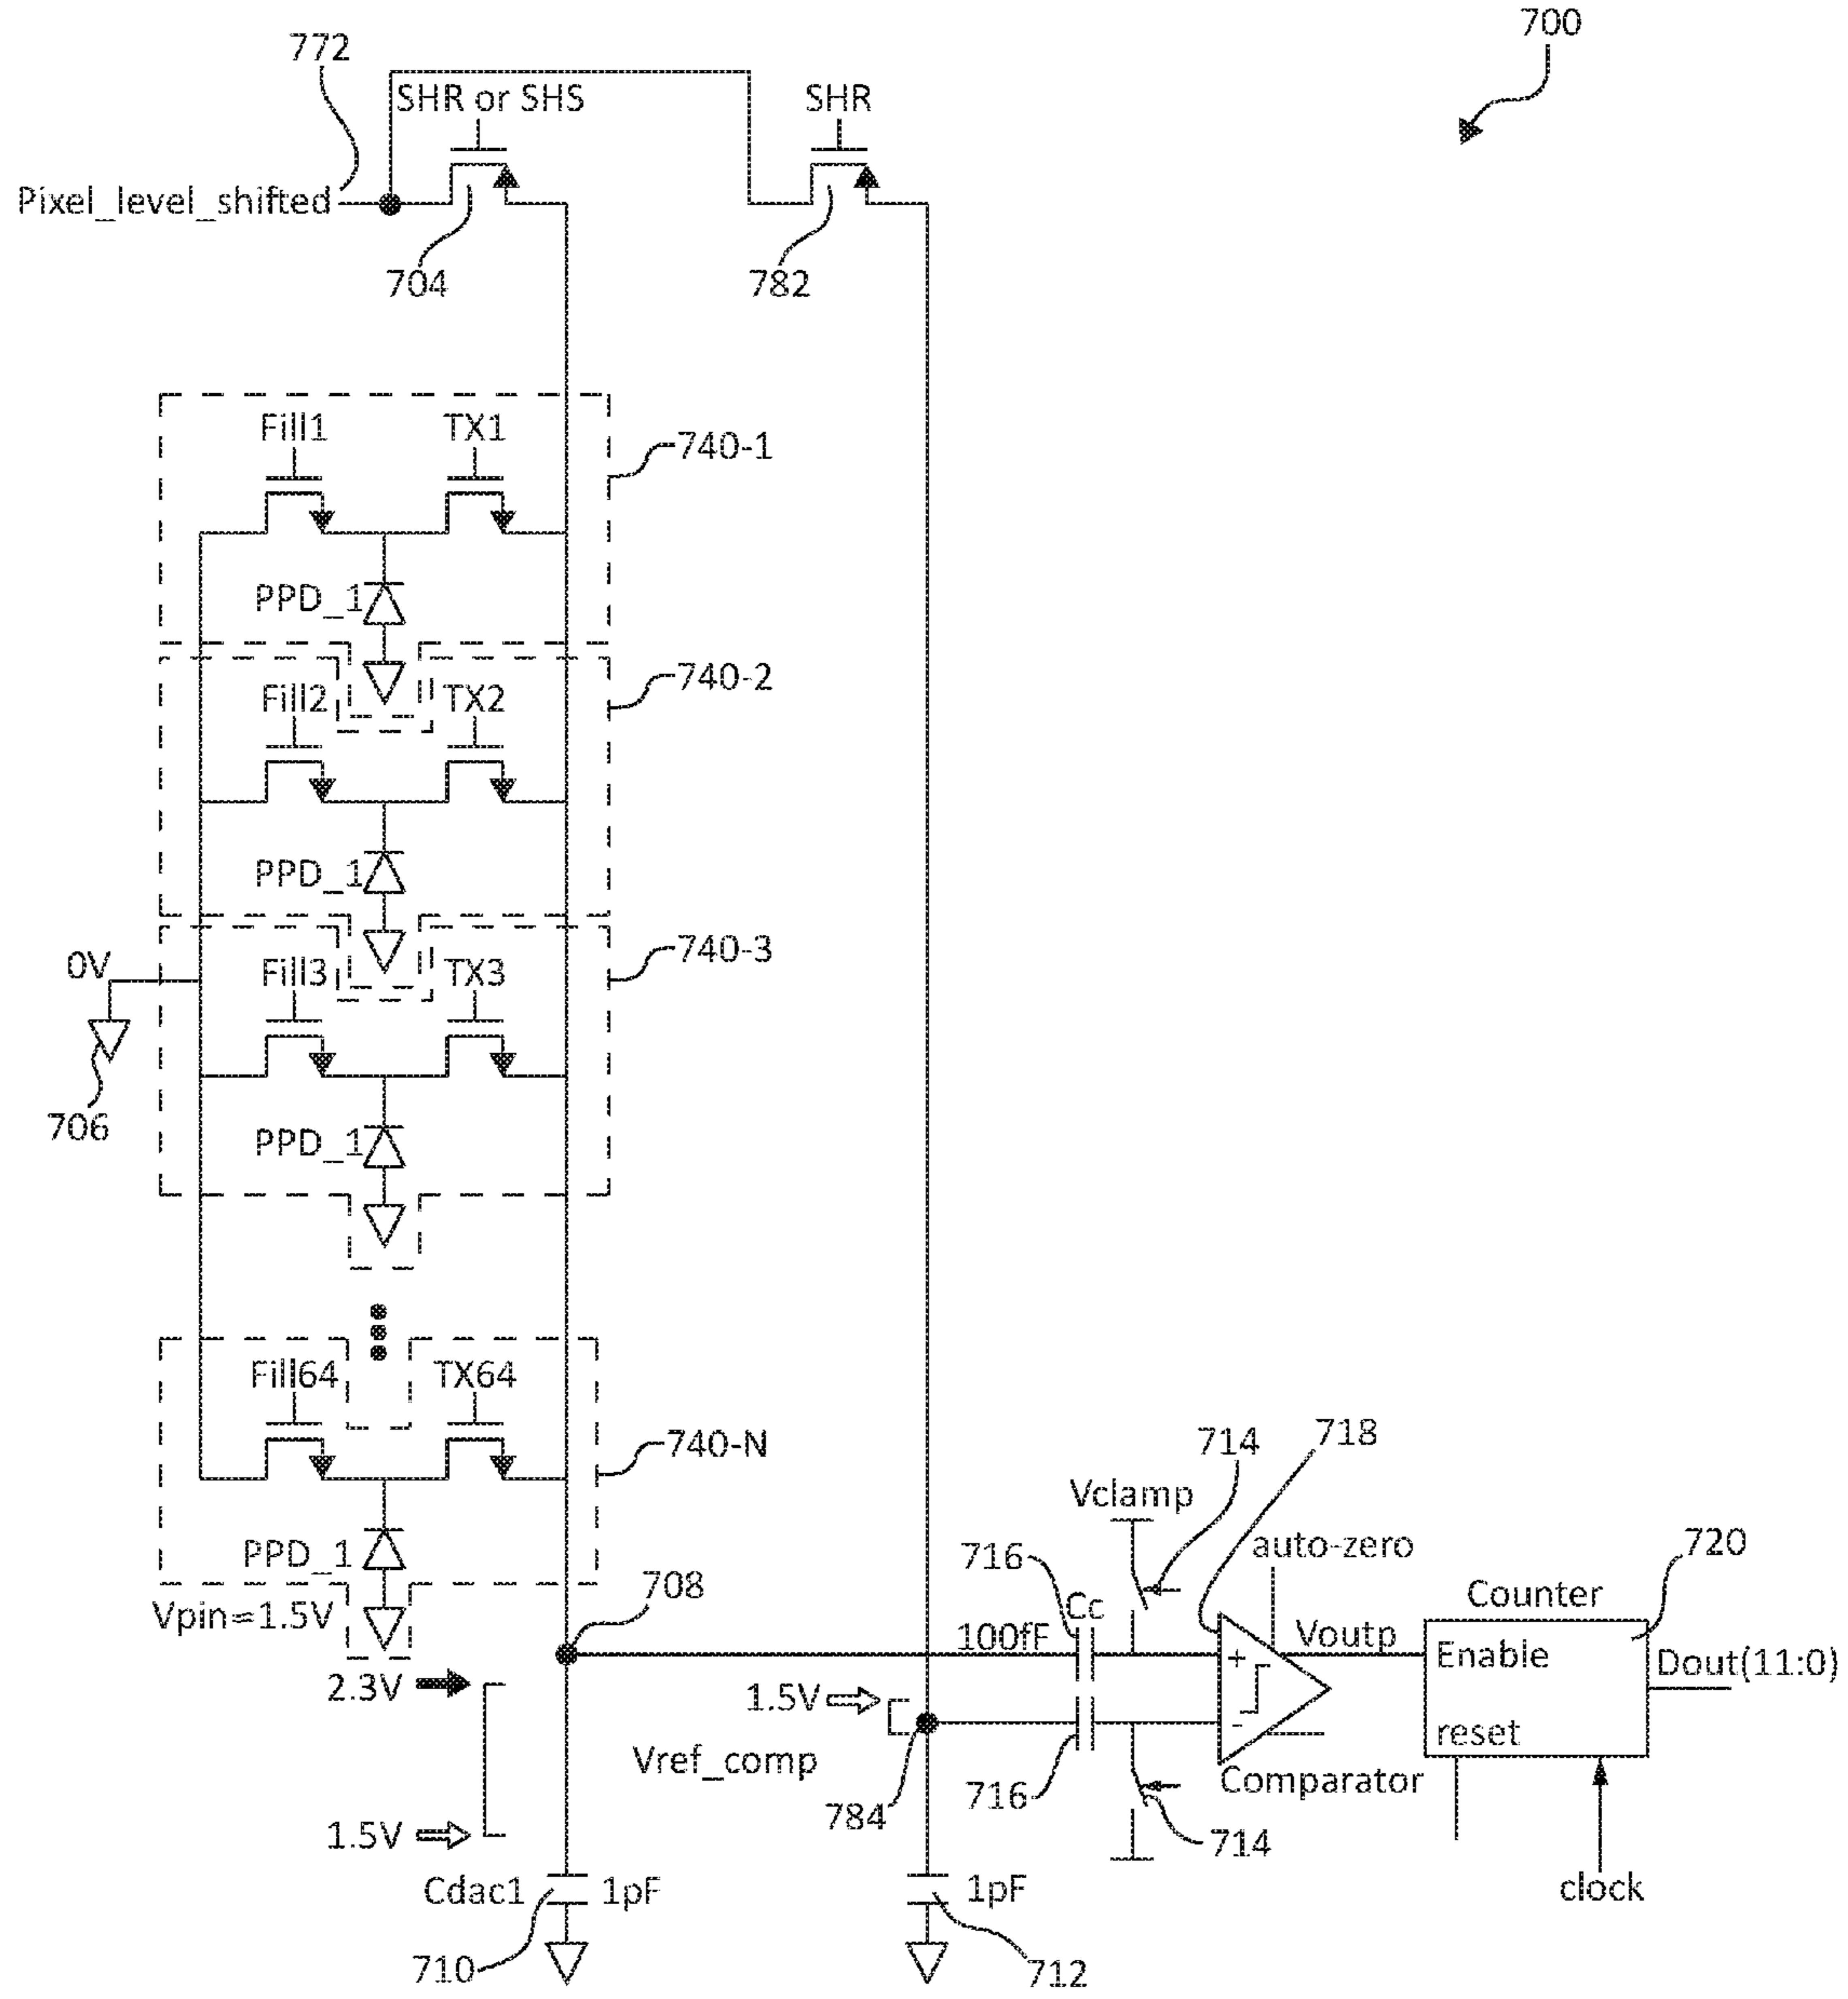 700
772
SHR or SHS
SHR
Pixel_level_shifted
704
782
Fill1
TX1
740-1
PPD_1
740-2
Fill2
TX2
PPD_1
740-3
0V
Fill3
TX3
706
PPD_1
Fill64
TX64
740-N
718
714
Vclamp
PPD_1
716
auto-zero
720
708
Counter
Vpin=1.5V
Cc
100fF
+
Voutp
Enable
Dout(11:0)
2.3V
1.5V
-
reset
Vref_comp
716
Comparator
784
714
1.5V
Cdac1
1pF
1pF
clock
710
712